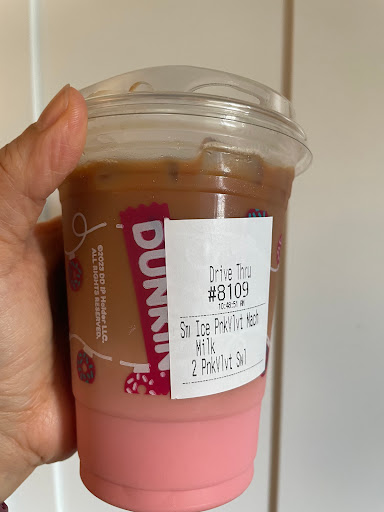 ©2023 DD IP Holder LLC.
ALL RIGHTS RESERVED.
DUNKIN'
Drive Thru
#8109
10:48:51 AM
Sm Ice PnkVlvt Mach
Milk
2 PnkVlvt Swl